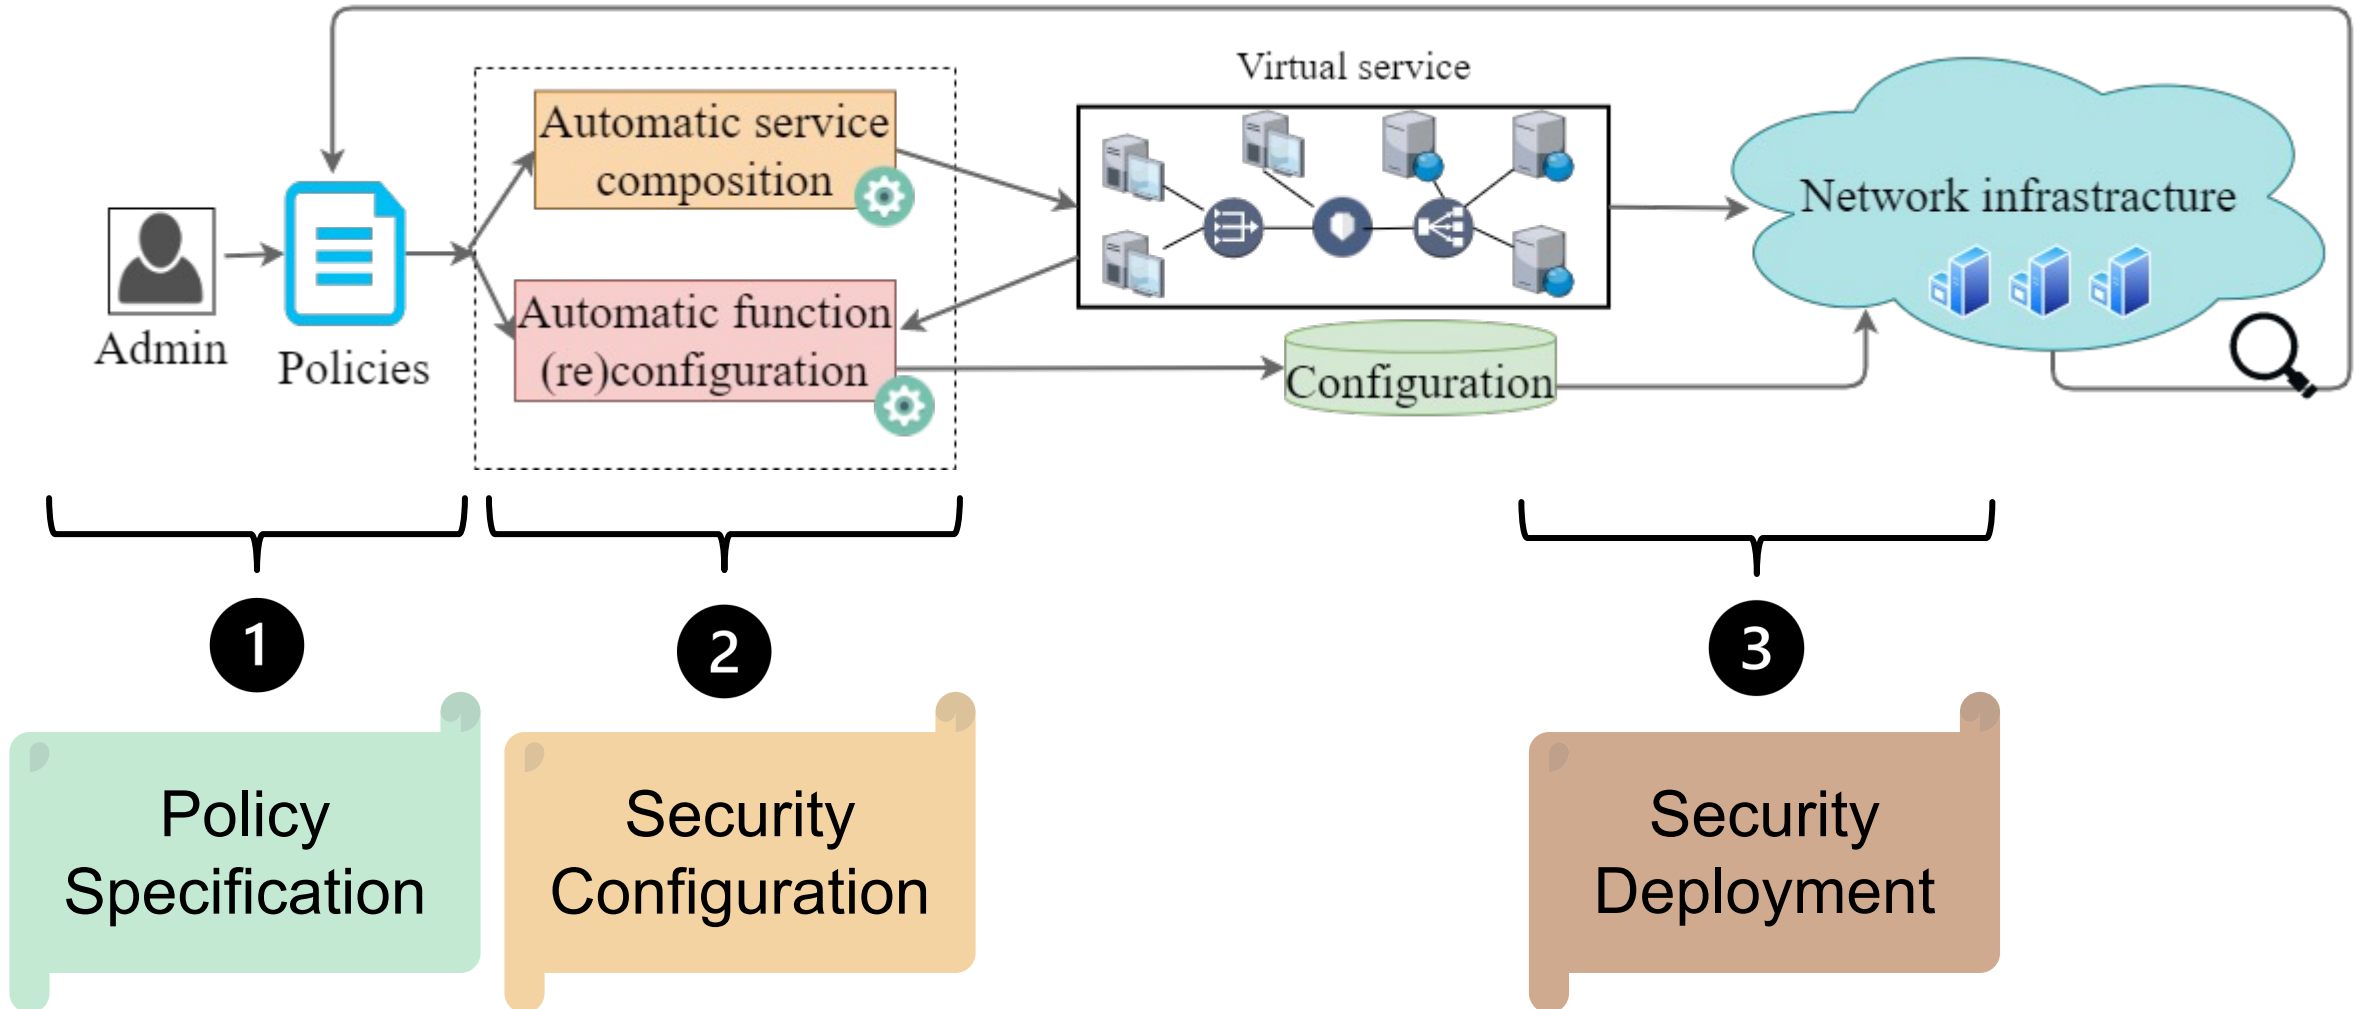 Virtual service
Automatic service
composition
Network infrastracture
Automatic function
(re)configuration
Admin
Policies
Configuration
1
2
3
Policy
Specification
Security
Configuration
Security
Deployment